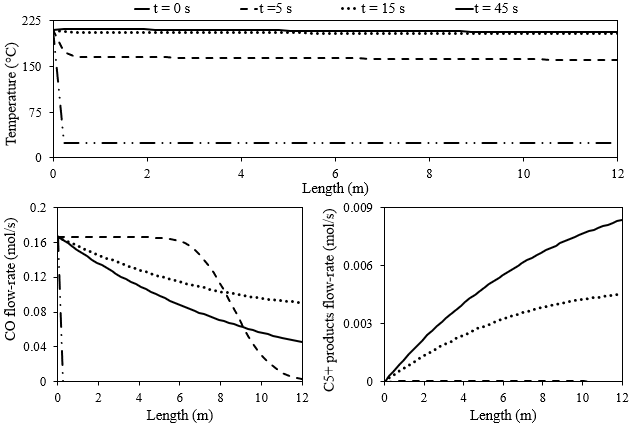 t = 0 s t =5 s t = 15 s t = 45 s
225
150
75
0
Temperature (°C)
0 2 4 6 8 10 12
Length (m)
0.2
0.16
0.12
0.08
0.04
0
CO flow-rate (mol/s)
0 2 4 6 8 10 12
Length (m)
0.009
0.006
0.003
0
C5+ products flow-rate (mol/s)
0 2 4 6 8 10 12
Length (m)